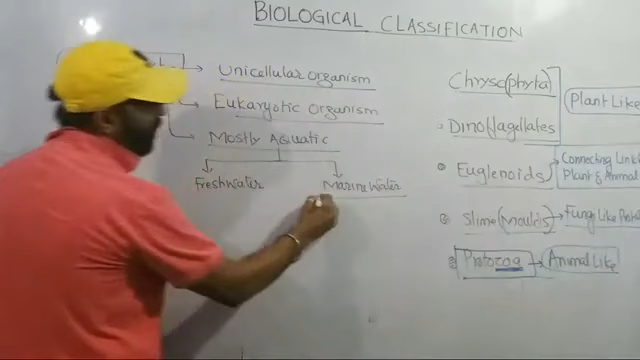 BIOLOGICAL CLASSIFICATION
Unicellular Organism
Eukaryotic Organism
Mostly Aquatic
Freshwater
Marine Water
Chryso(phyta)
Plant Like
Dinoflagellates
Euglenoids
Connecting Link
Plant & Animal
Slime (Moulds)
Fungi Like Protis
Protozoa
Animal Like